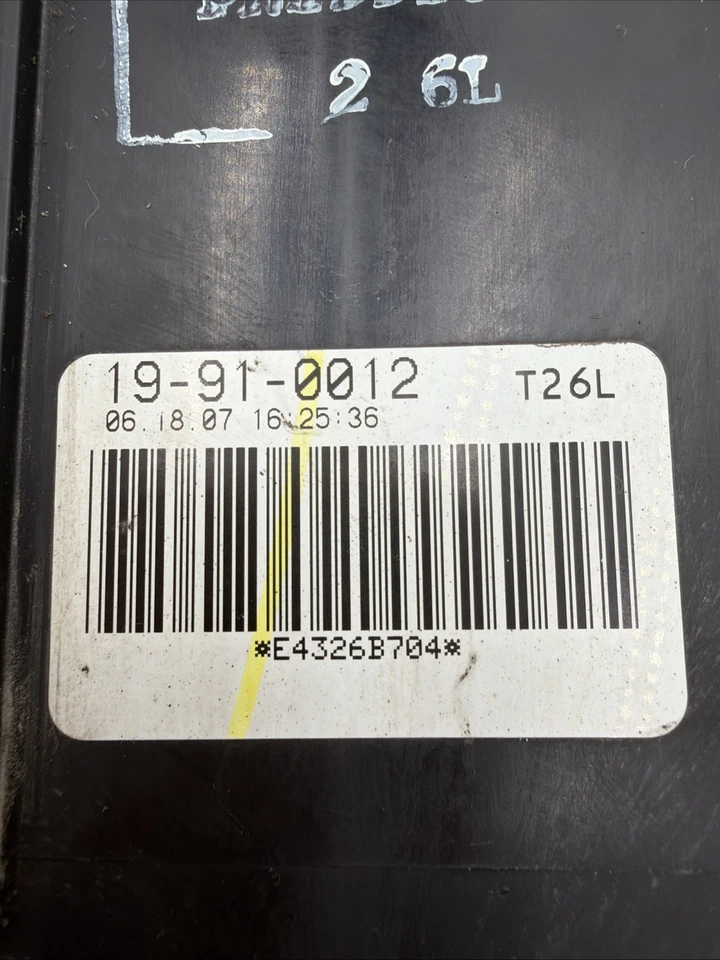 2 6L
19-91-0012 T26L
06.18.07 16:25:36
*E4326B704*